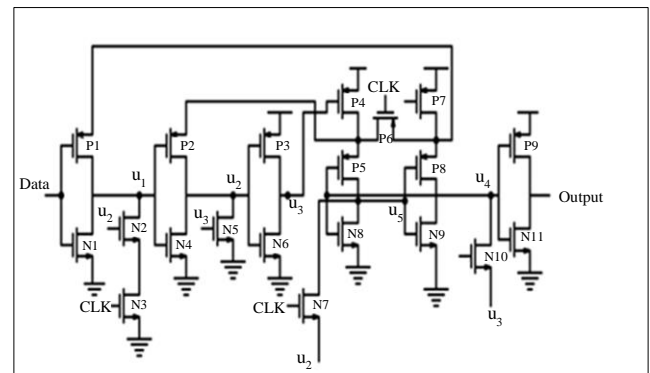 CLK
P4
P7
P6
P1
P2
P3
P5
P8
P9
Data
u1
u2
u3
u4
Output
u2
N2
u3
N5
u5
N1
N4
N6
N8
N9
N10
N11
CLK
N3
CLK
N7
u3
u2